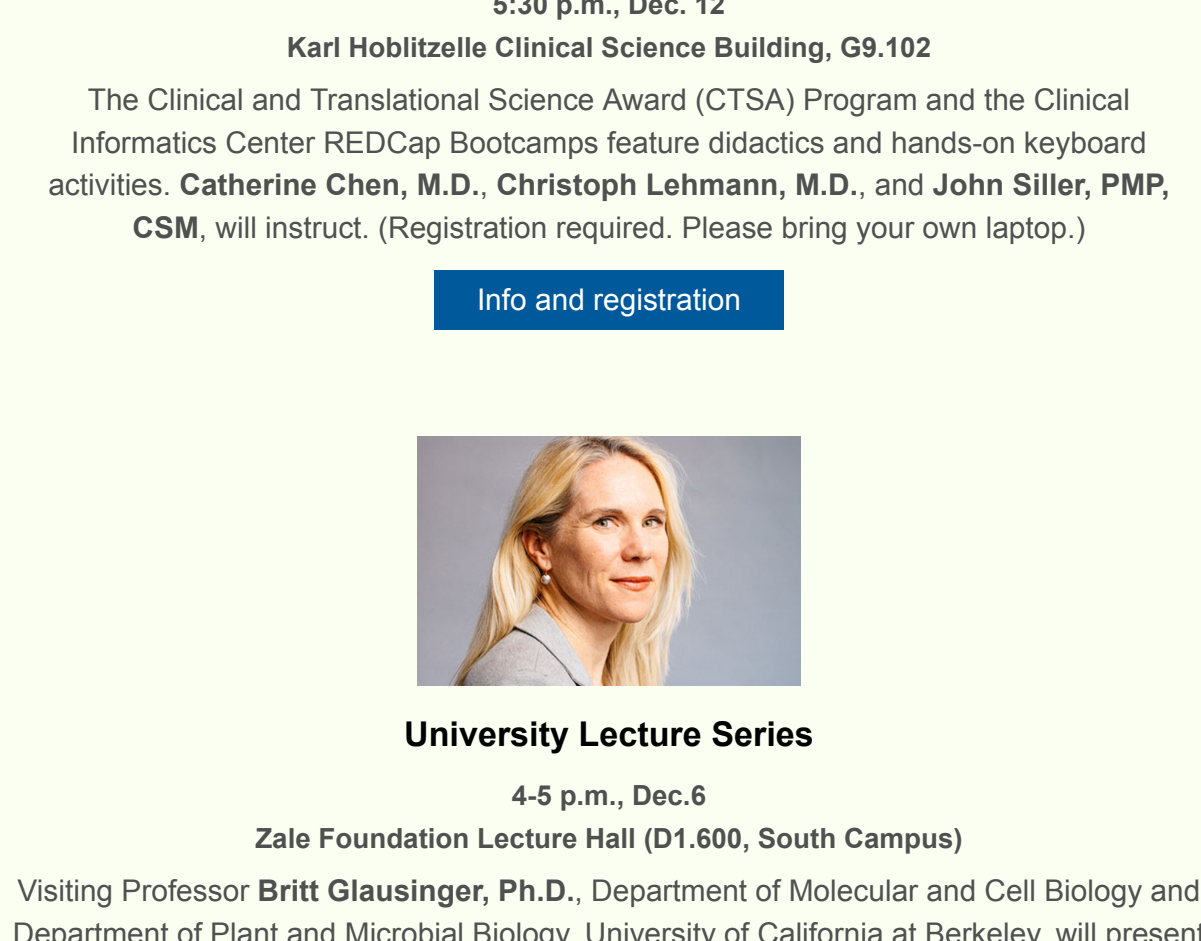 5:30 p.m., Dec. 12
Karl Hoblitzelle Clinical Science Building, G9.102
The Clinical and Translational Science Award (CTSA) Program and the Clinical
Informatics Center REDCap Bootcamps feature didactics and hands-on keyboard
activities. Catherine Chen, M.D., Christoph Lehmann, M.D., and John Siller, PMP,
CSM, will instruct. (Registration required. Please bring your own laptop.)
Info and registration
University Lecture Series
4-5 p.m., Dec.6
Zale Foundation Lecture Hall (D1.600, South Campus)
Visiting Professor Britt Glausinger, Ph.D., Department of Molecular and Cell Biology and
Department of Plant and Microbial Biology, University of California at Berkeley, will present